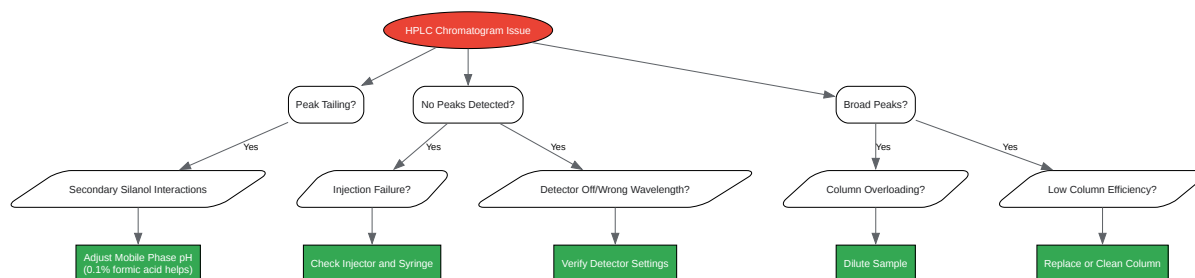 HPLC Chromatogram Issue
Peak Tailing?
No Peaks Detected?
Broad Peaks?
Yes
Yes
Yes
Yes
Yes
Secondary Silanol Interactions
Injection Failure?
Detector Off/Wrong Wavelength?
Column Overloading?
Low Column Efficiency?
Adjust Mobile Phase pH
(0.1% formic acid helps)
Check Injector and Syringe
Verify Detector Settings
Dilute Sample
Replace or Clean Column